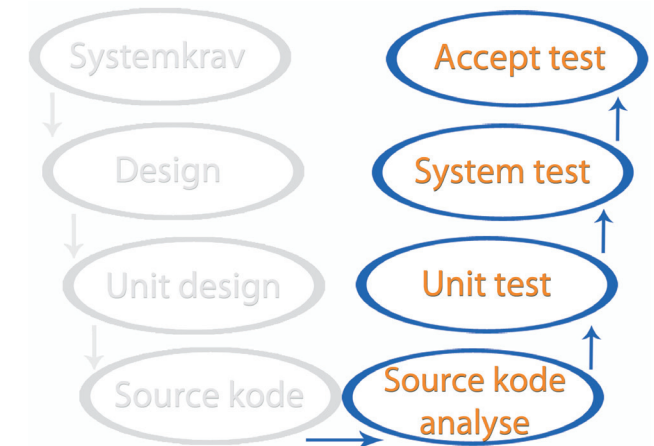 Systemkrav
Design
Unit design
Source kode
Source kode
analyse
Unit test
System test
Accept test